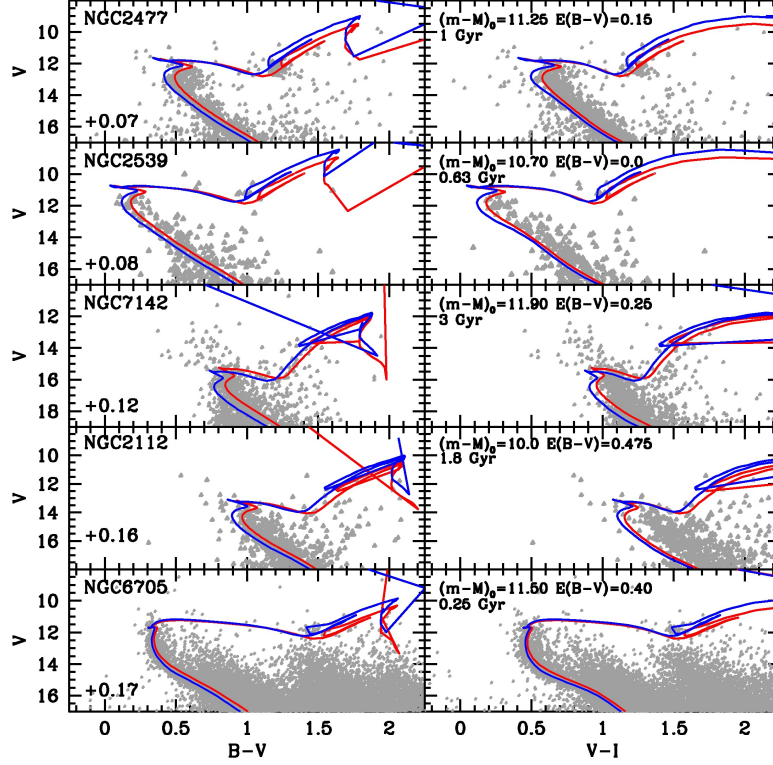 NGC2477
(m-M)₀=11.25 E(B-V)=0.15
1 Gyr
10
12
14
16
V
+0.07
NGC2539
(m-M)₀=10.70 E(B-V)=0.0
0.63 Gyr
10
12
14
16
V
+0.08
NGC7142
(m-M)₀=11.90 E(B-V)=0.25
3 Gyr
12
14
16
18
V
+0.12
NGC2112
(m-M)₀=10.0 E(B-V)=0.475
1.8 Gyr
10
12
14
16
V
+0.16
NGC6705
(m-M)₀=11.50 E(B-V)=0.40
0.25 Gyr
10
12
14
16
V
+0.17
0 0.5 1 1.5 2 0 0.5 1 1.5 2
B-V V-I